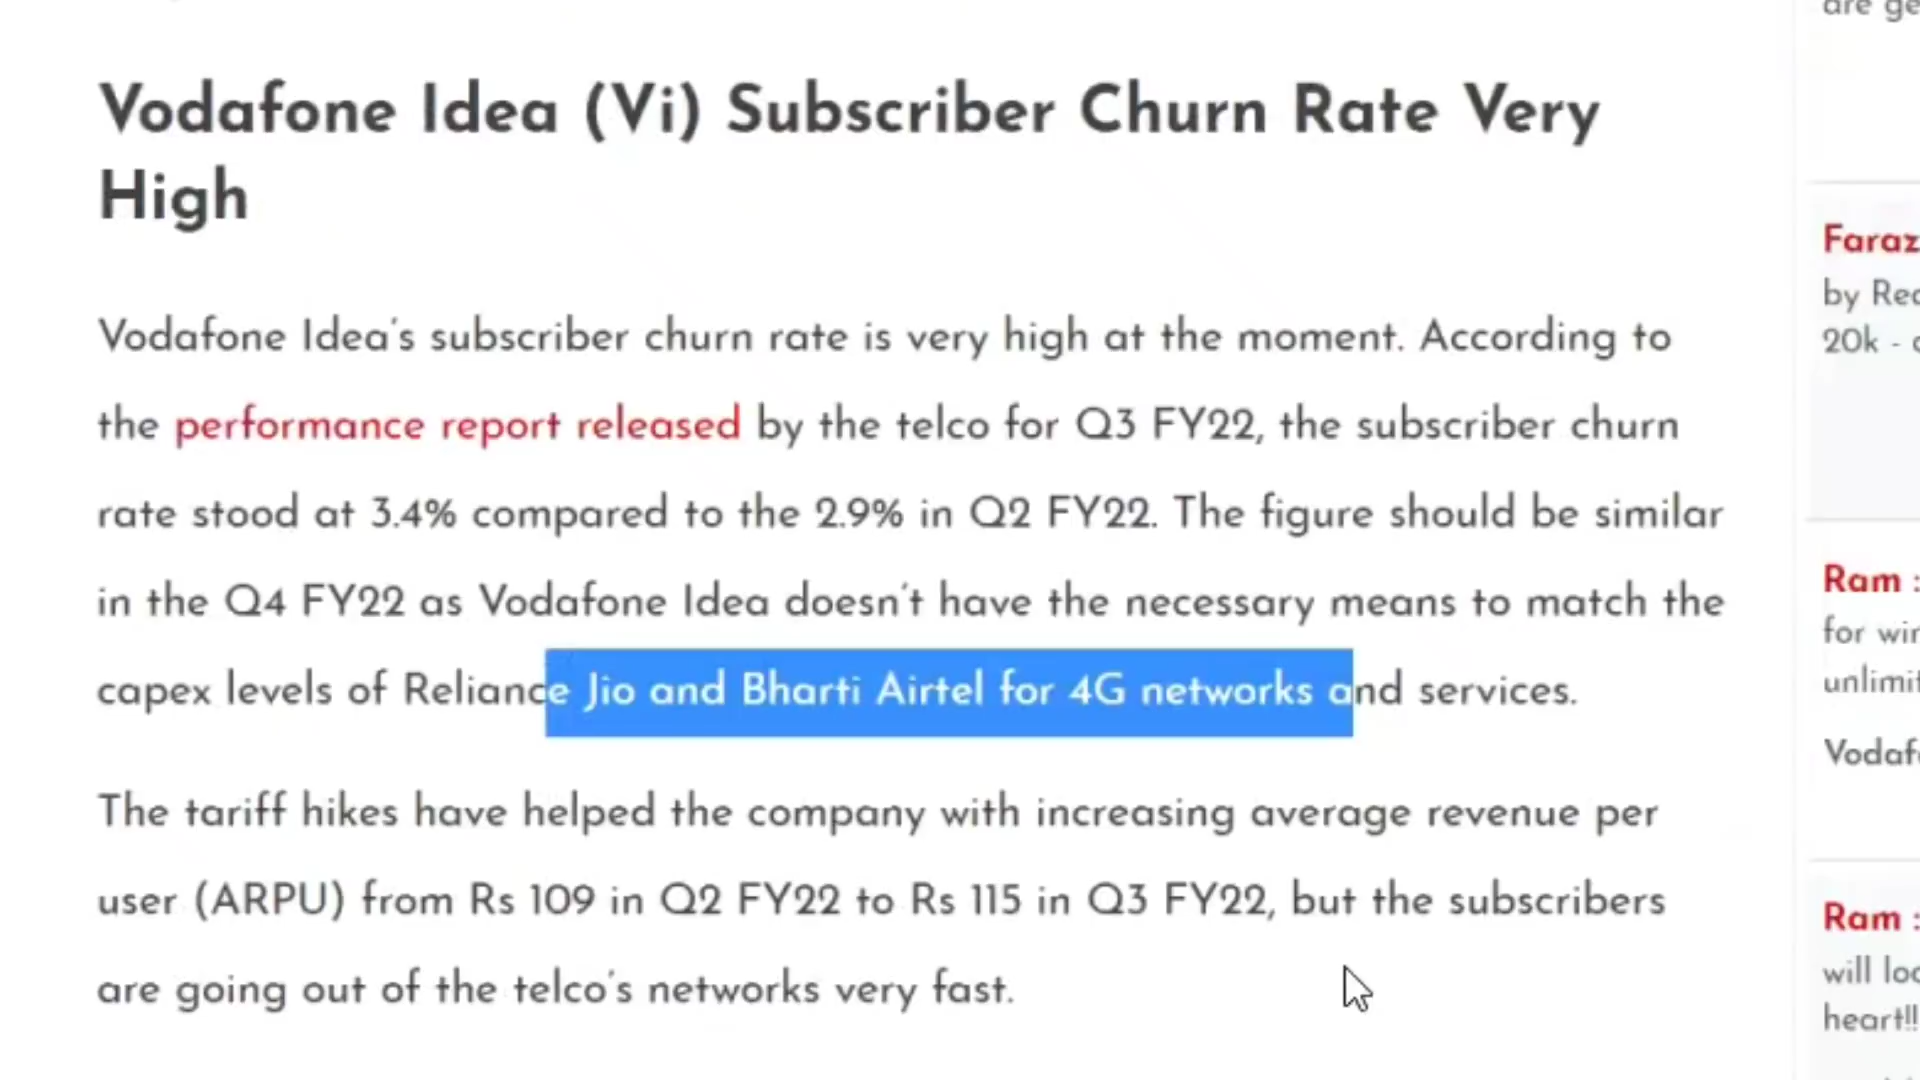 Vodafone Idea (Vi) Subscriber Churn Rate Very
High
Vodafone Idea's subscriber churn rate is very high at the moment. According to
the performance report released by the telco for Q3 FY22, the subscriber churn
rate stood at 3.4% compared to the 2.9% in Q2 FY22. The figure should be similar
in the Q4 FY22 as Vodafone Idea doesn't have the necessary means to match the
capex levels of Reliance Jio and Bharti Airtel for 4G networks and services.
The tariff hikes have helped the company with increasing average revenue per
user (ARPU) from Rs 109 in Q2 FY22 to Rs 115 in Q3 FY22, but the subscribers
are going out of the telco's networks very fast.
are
Faraz
by
20k -
Ram :
for
Ram :
will
heart!!